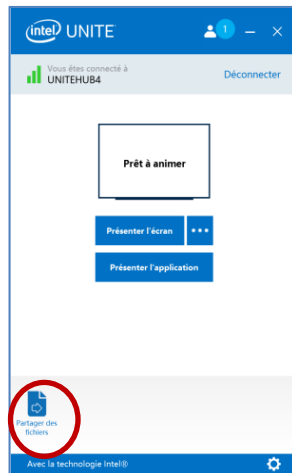 intel UNITE
1
Vous êtes connecté à
UNITEHUB4
Déconnecter
Prêt à animer
Présenter l'écran
Présenter l'application
Partager des
fichiers
Avec la technologie Intel®